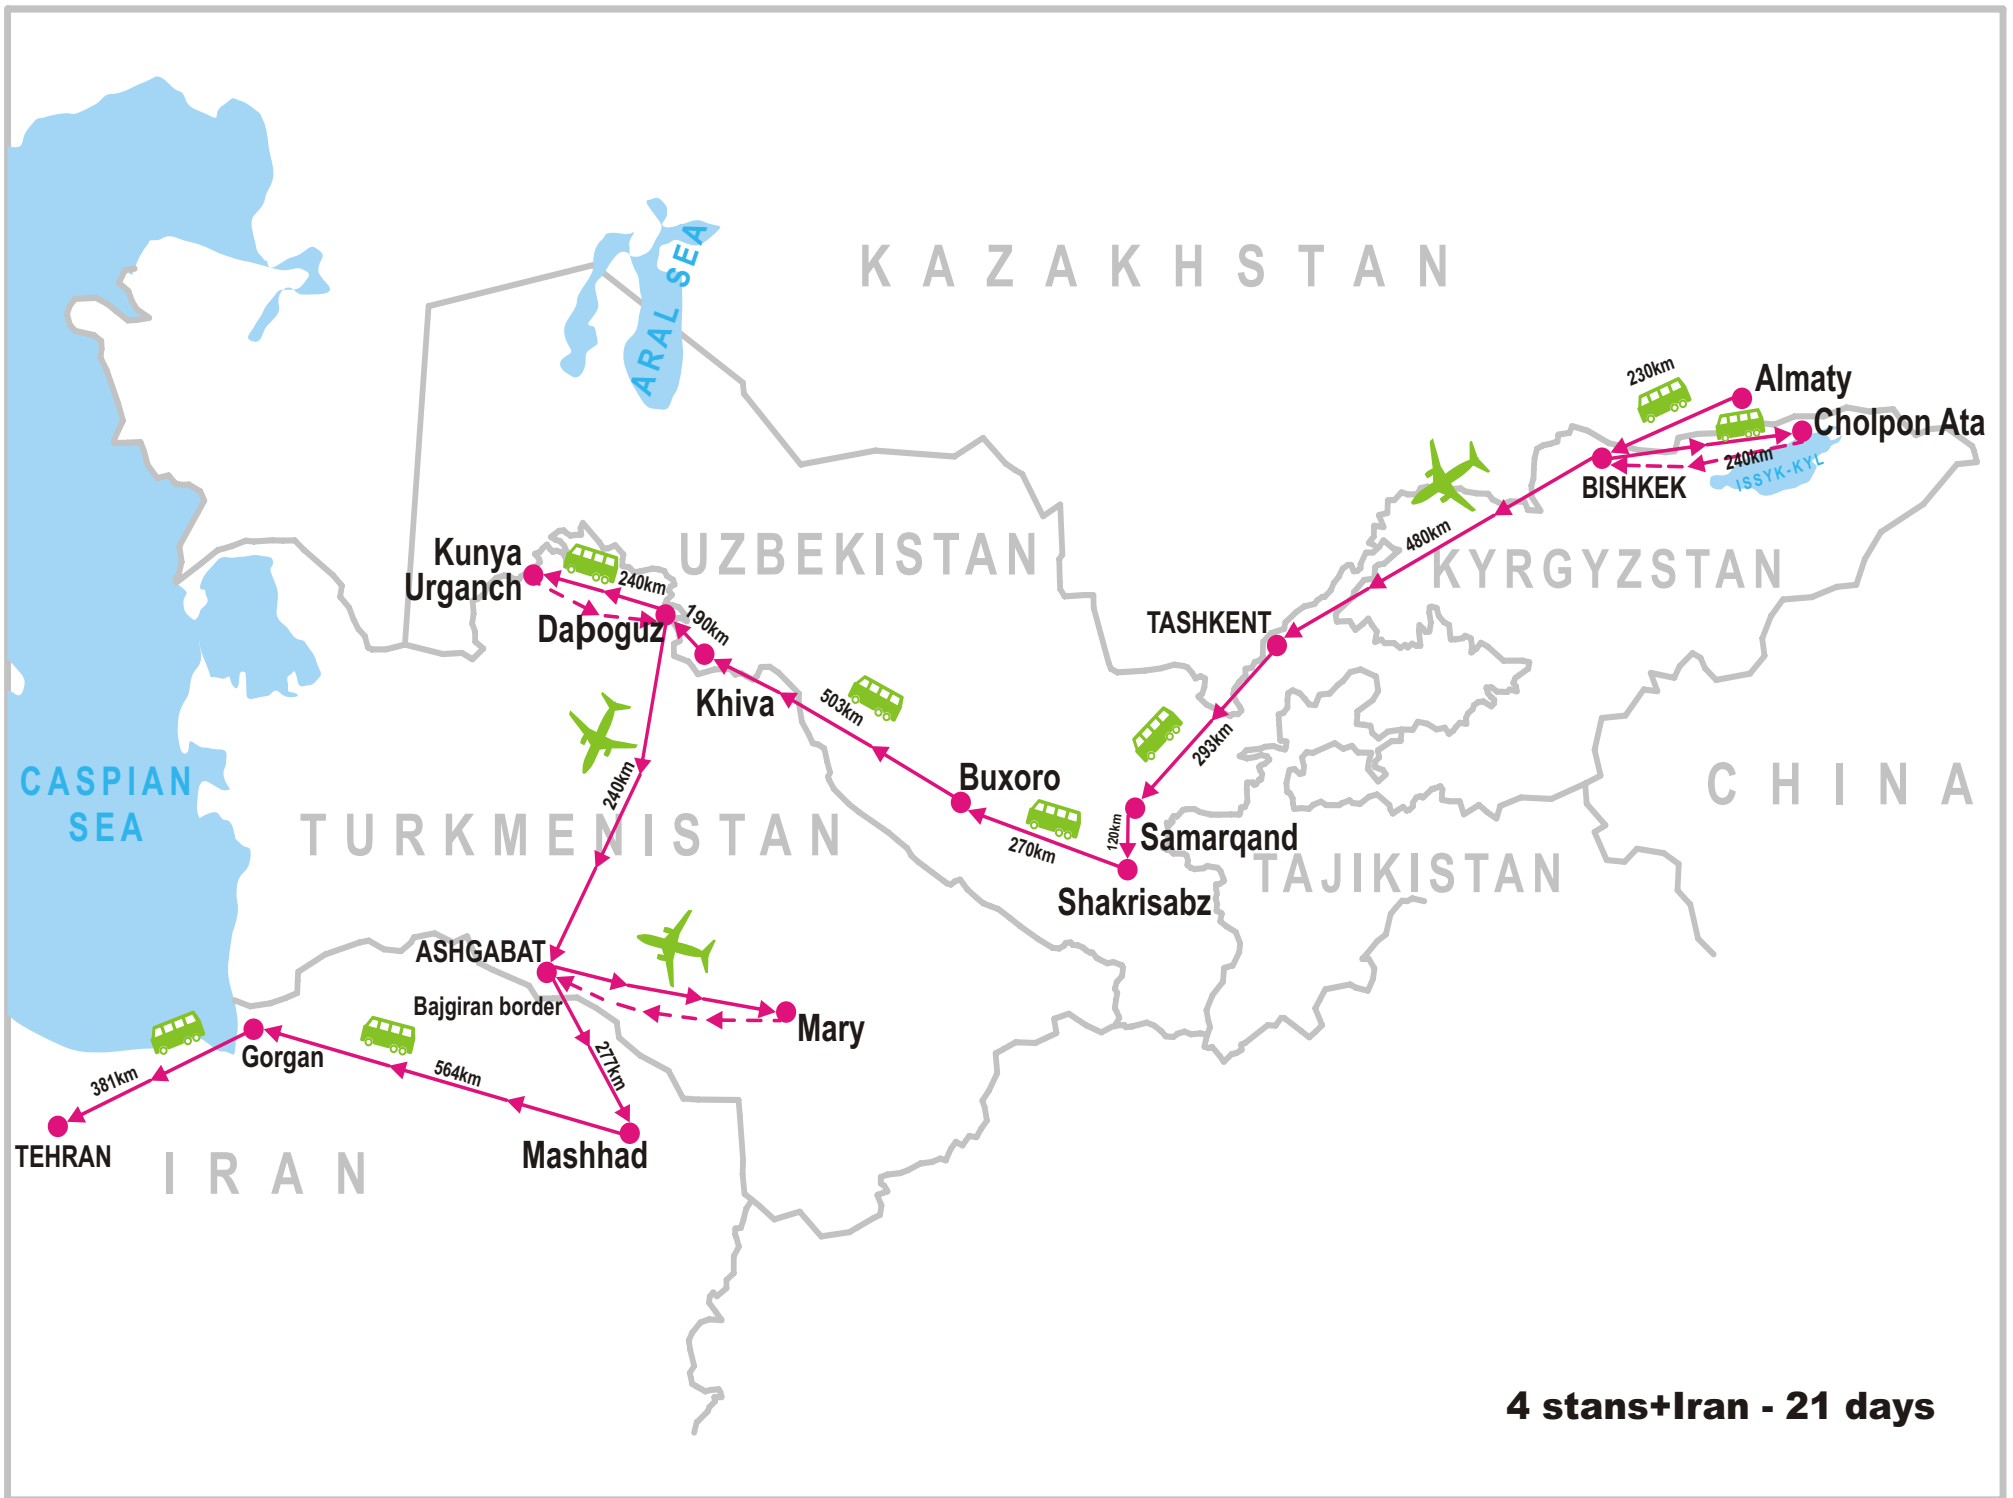 KAZAKHSTAN
ARAL SEA
230km
Almaty
Cholpon Ata
240km
ISSYK-KYL
BISHKEK
480km
KYRGYZSTAN
UZBEKISTAN
Kunya
Urganch
240km
Daþoguz
190km
TASHKENT
Khiva
503km
293km
CASPIAN
SEA
240km
Buxoro
CHINA
TURKMENISTAN
120km
Samarqand
270km
TAJIKISTAN
Shakrisabz
ASHGABAT
Bajgiran border
Mary
Gorgan
277km
564km
381km
TEHRAN
Mashhad
IRAN
4 stans+Iran - 21 days